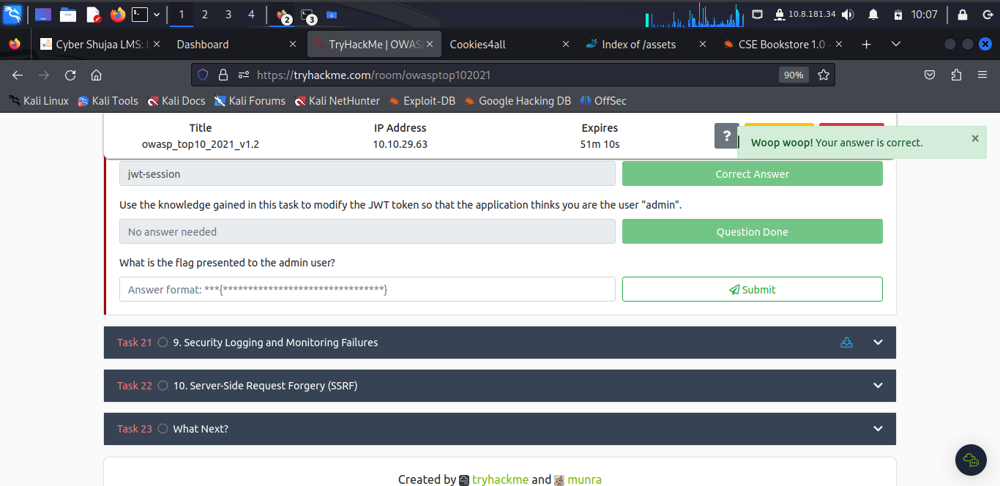 1 2 3 4 2 3 10.8.181.34 10:07
Cyber Shujaa LMS: L Dashboard TryHackMe | OWAS Cookies4all Index of /assets CSE Bookstore 1.0 -
https://tryhackme.com/room/owasptop102021 90%
Kali Linux Kali Tools Kali Docs Kali Forums Kali NetHunter Exploit-DB Google Hacking DB OffSec
Title IP Address Expires
owasp_top10_2021_v1.2 10.10.29.63 51m 10s
?
Woop woop! Your answer is correct. ×
jwt-session Correct Answer
Use the knowledge gained in this task to modify the JWT token so that the application thinks you are the user "admin".
No answer needed Question Done
What is the flag presented to the admin user?
Answer format: ***{********************************} Submit
Task 21 9. Security Logging and Monitoring Failures
Task 22 10. Server-Side Request Forgery (SSRF)
Task 23 What Next?
Created by tryhackme and munra